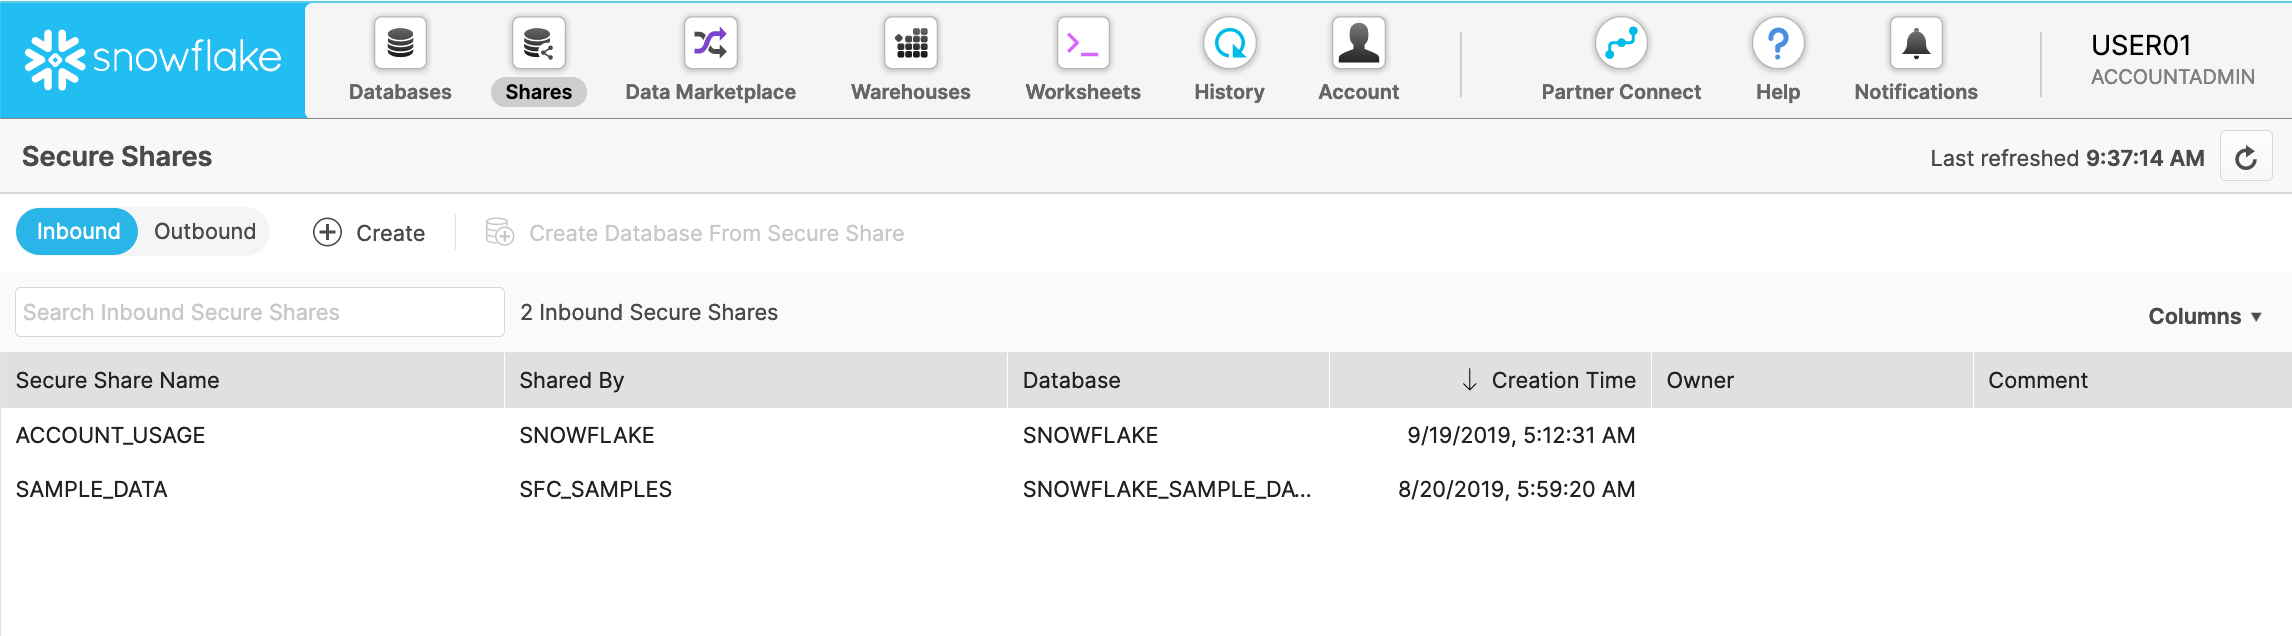 snowflake
Databases
Shares
Data Marketplace
Warehouses
Worksheets
History
Account
Partner Connect
Help
Notifications
USER01
ACCOUNTADMIN
Secure Shares
Last refreshed 9:37:14 AM
Inbound
Outbound
Create
Create Database From Secure Share
Search Inbound Secure Shares
2 Inbound Secure Shares
Columns
Secure Share Name Shared By Database Creation Time Owner Comment
ACCOUNT_USAGE SNOWFLAKE SNOWFLAKE 9/19/2019, 5:12:31 AM
SAMPLE_DATA SFC_SAMPLES SNOWFLAKE_SAMPLE_DA... 8/20/2019, 5:59:20 AM